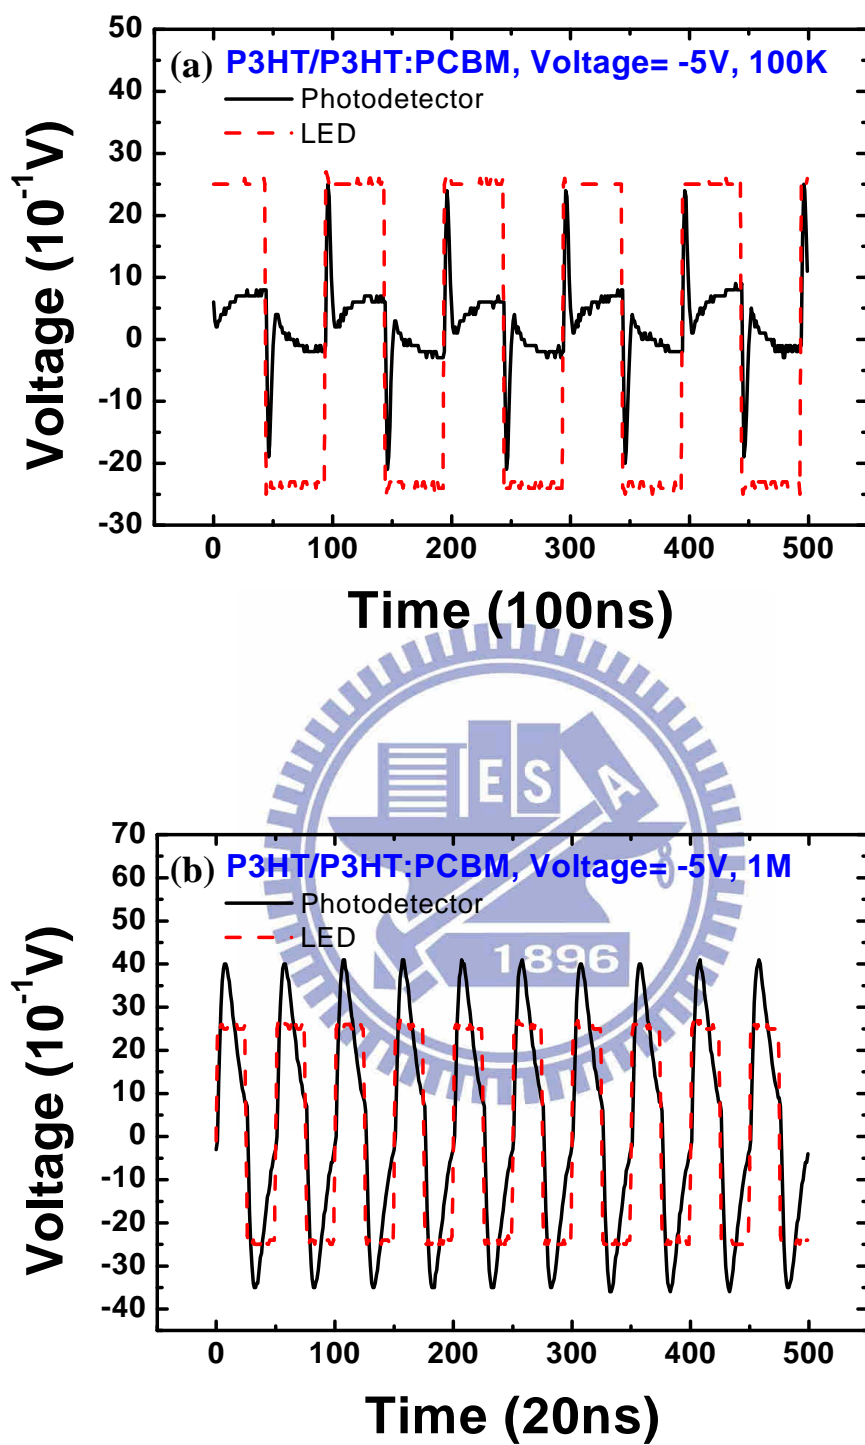 50
40
30
20
10
0
-10
-20
-30
Voltage (10⁻¹V)
(a) P3HT/P3HT:PCBM, Voltage= -5V, 100K
Photodetector
LED
0 100 200 300 400 500
Time (100ns)
E S A
1896
70
60
50
40
30
20
10
0
-10
-20
-30
-40
Voltage (10⁻¹V)
(b) P3HT/P3HT:PCBM, Voltage= -5V, 1M
Photodetector
LED
0 100 200 300 400 500
Time (20ns)